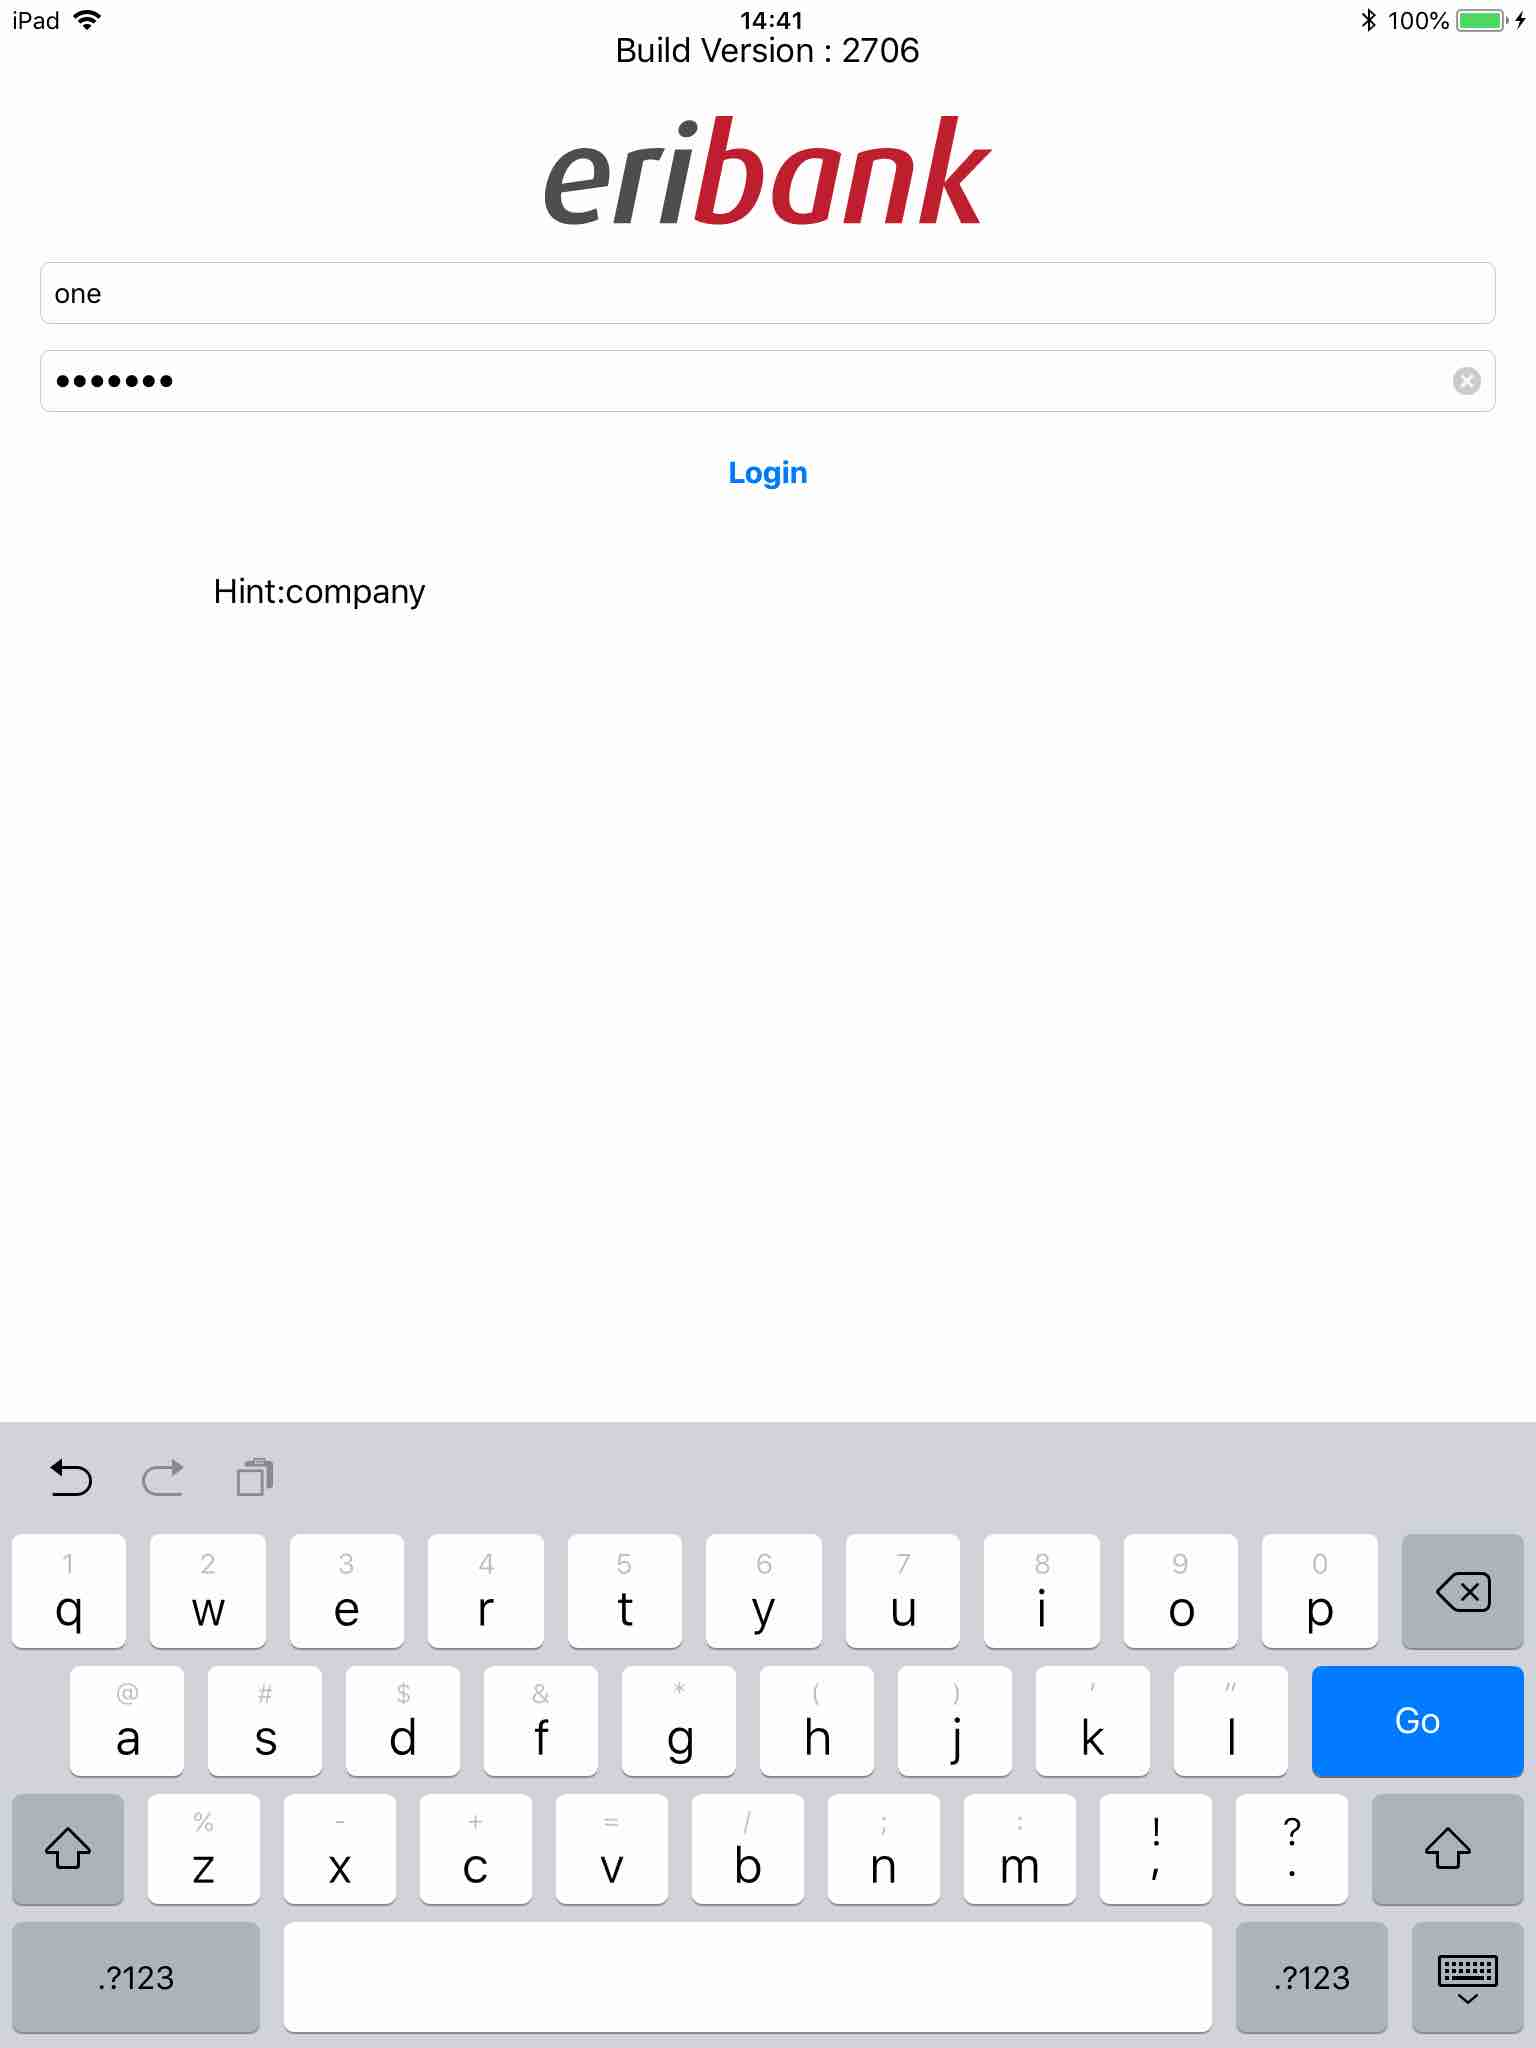 iPad 14:41 100%
Build Version : 2706
eribank
one
•••••••
Login
Hint:company
1 2 3 4 5 6 7 8 9 0
q w e r t y u i o p
@ # $ & * ( ) ' "
a s d f g h j k l Go
% - + = / ; : ! ?
z x c v b n m , .
.?123 .?123